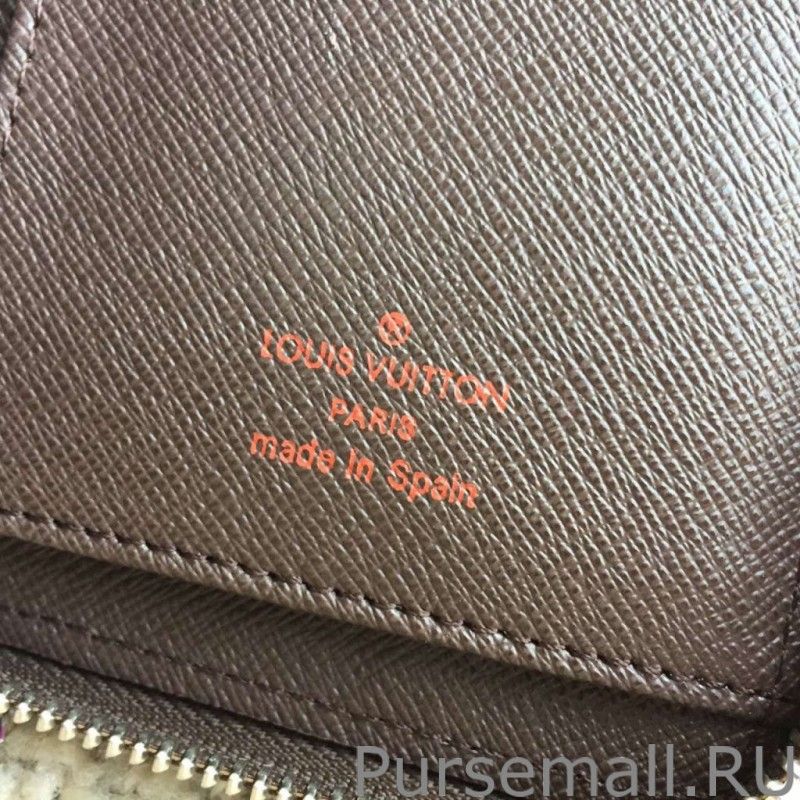 ®
LOUIS VUITTON
PARIS
made in Spain
Pursemall.RU